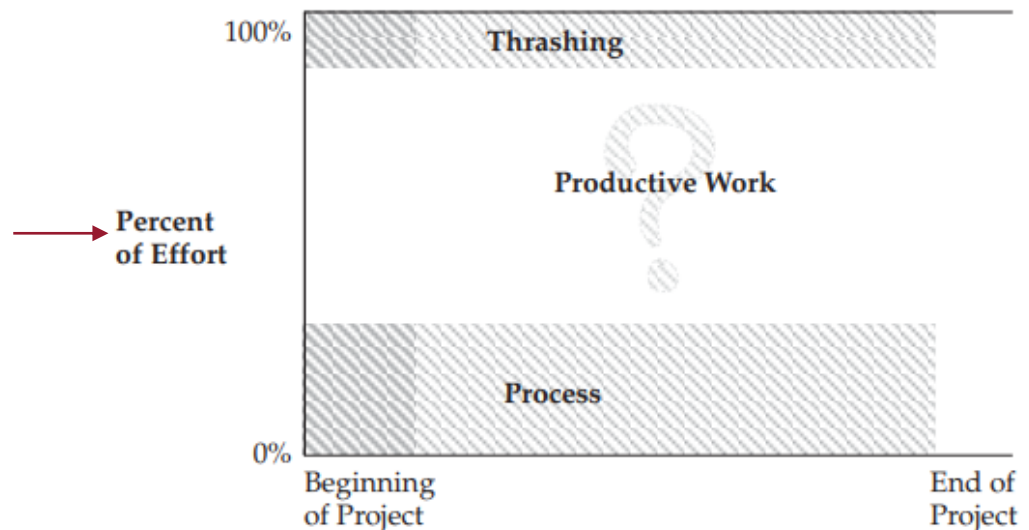 100%
Thrashing
Productive Work
?
Percent
of Effort
Process
0%
Beginning
of Project
End of
Project